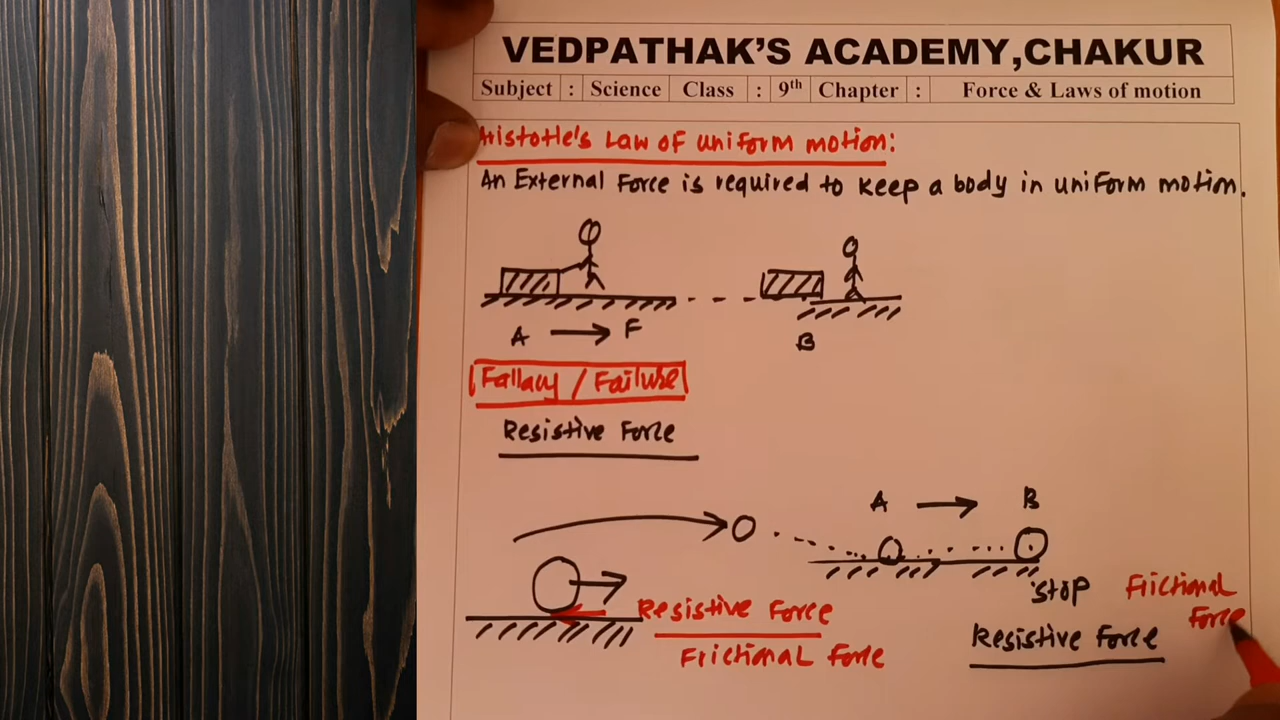 VEDPATHAK'S ACADEMY,CHAKUR
Subject : Science Class : 9th Chapter : Force & Laws of motion
Aristotle's Law of uniform motion:
An External Force is required to keep a body in uniform motion.
A F
B
Fallacy / Failure
Resistive Force
A B
stop
Frictional Force
Resistive Force
Frictional Force
Resistive Force